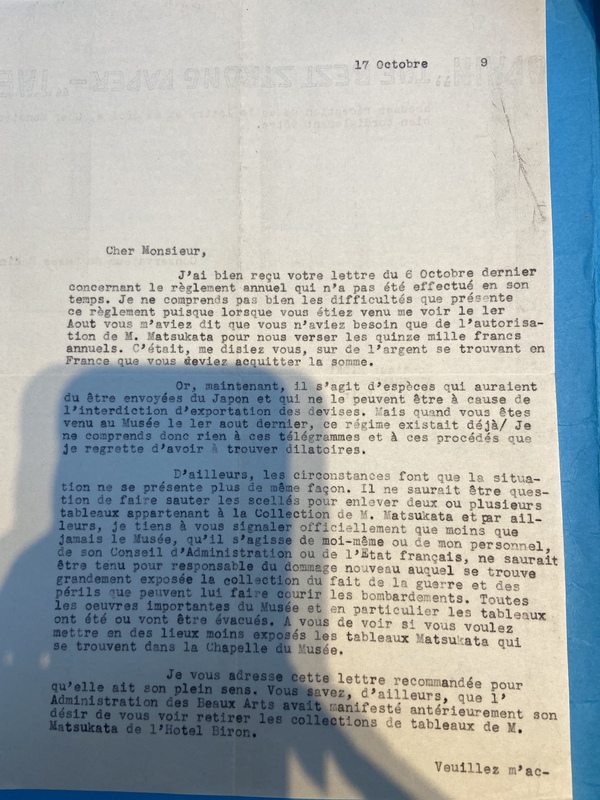 17 Octobre 9
Cher Monsieur,
J'ai bien reçu votre lettre du 6 Octobre dernier
concernant le règlement annuel qui n'a pas été effectué en son
temps. Je ne comprends pas bien les difficultés que présente
ce règlement puisque lorsque vous étiez venu me voir le 1er
Aout vous m'aviez dit que vous n'aviez besoin que de l'autorisa-
tion de M. Matsukata pour nous verser les quinze mille francs
annuels. C'était, me disiez vous, sur de l'argent se trouvant en
France que vous deviez acquitter la somme.
Or, maintenant, il s'agit d'espèces qui auraient
du être envoyées du Japon et qui ne le peuvent être à cause de
l'interdiction d'exportation des devises. Mais quand vous êtes
venu au Musée le 1er aout dernier, ce régime existait déjà/ Je
ne comprends donc rien à ces télégrammes et à ces procédés que
je regrette d'avoir à trouver dilatoires.
D'ailleurs, les circonstances font que la situa-
tion ne se présente plus de même façon. Il ne saurait être ques-
tion de faire sauter les scellés pour enlever deux ou plusieurs
tableaux appartenant à la Collection de M. Matsukata et par ail-
leurs, je tiens à vous signaler officiellement que moins que
jamais le Musée, qu'il s'agisse de moi-même ou de mon personnel,
de son Conseil d'Administration ou de l'État français, ne saurait
être tenu pour responsable du dommage nouveau auquel se trouve
grandement exposée la collection du fait de la guerre et des
périls que peuvent lui faire courir les bombardements. Toutes
les oeuvres importantes du Musée et en particulier les tableaux
ont été ou vont être évacués. A vous de voir si vous voulez
mettre en des lieux moins exposés les tableaux Matsukata qui
se trouvent dans la Chapelle du Musée.
Je vous adresse cette lettre recommandée pour
qu'elle ait son plein sens. Vous savez, d'ailleurs, que l'
Administration des Beaux Arts avait manifesté antérieurement son
désir de vous voir retirer les collections de tableaux de M.
Matsukata de l'Hotel Biron.
Veuillez m'ac-